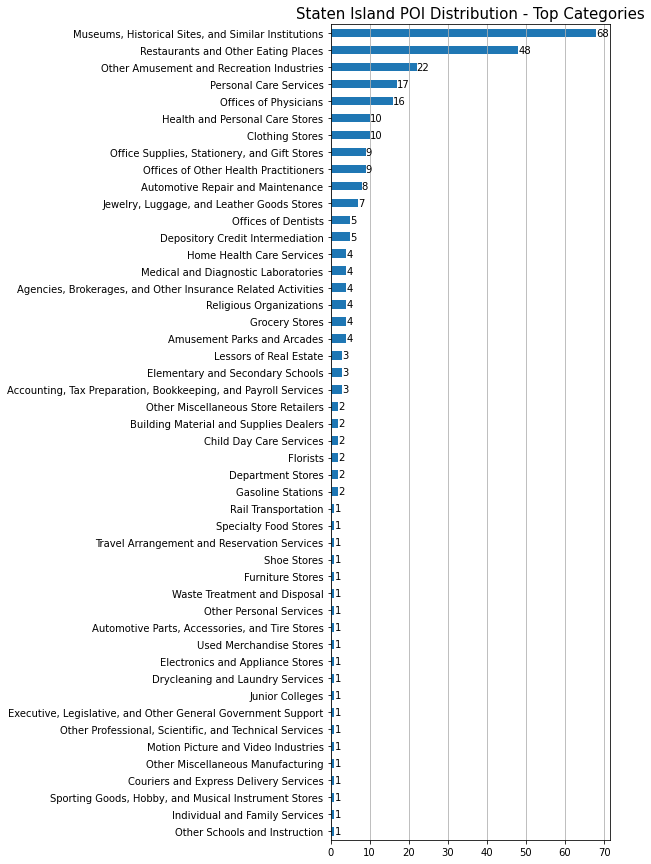 Staten Island POI Distribution - Top Categories
Museums, Historical Sites, and Similar Institutions 68
Restaurants and Other Eating Places 48
Other Amusement and Recreation Industries 22
Personal Care Services 17
Offices of Physicians 16
Health and Personal Care Stores 10
Clothing Stores 10
Office Supplies, Stationery, and Gift Stores 9
Offices of Other Health Practitioners 9
Automotive Repair and Maintenance 8
Jewelry, Luggage, and Leather Goods Stores 7
Offices of Dentists 5
Depository Credit Intermediation 5
Home Health Care Services 4
Medical and Diagnostic Laboratories 4
Agencies, Brokerages, and Other Insurance Related Activities 4
Religious Organizations 4
Grocery Stores 4
Amusement Parks and Arcades 4
Lessors of Real Estate 3
Elementary and Secondary Schools 3
Accounting, Tax Preparation, Bookkeeping, and Payroll Services 3
Other Miscellaneous Store Retailers 2
Building Material and Supplies Dealers 2
Child Day Care Services 2
Florists 2
Department Stores 2
Gasoline Stations 2
Rail Transportation 1
Specialty Food Stores 1
Travel Arrangement and Reservation Services 1
Shoe Stores 1
Furniture Stores 1
Waste Treatment and Disposal 1
Other Personal Services 1
Automotive Parts, Accessories, and Tire Stores 1
Used Merchandise Stores 1
Electronics and Appliance Stores 1
Drycleaning and Laundry Services 1
Junior Colleges 1
Executive, Legislative, and Other General Government Support 1
Other Professional, Scientific, and Technical Services 1
Motion Picture and Video Industries 1
Other Miscellaneous Manufacturing 1
Couriers and Express Delivery Services 1
Sporting Goods, Hobby, and Musical Instrument Stores 1
Individual and Family Services 1
Other Schools and Instruction 1
0 10 20 30 40 50 60 70